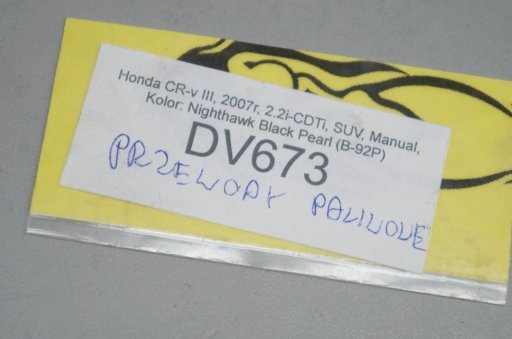 Honda CR-v III, 2007r, 2.2i-CDTi, SUV, Manual,
Kolor: Nighthawk Black Pearl (B-92P)
DV673
PRZEWODY PALIWOWE